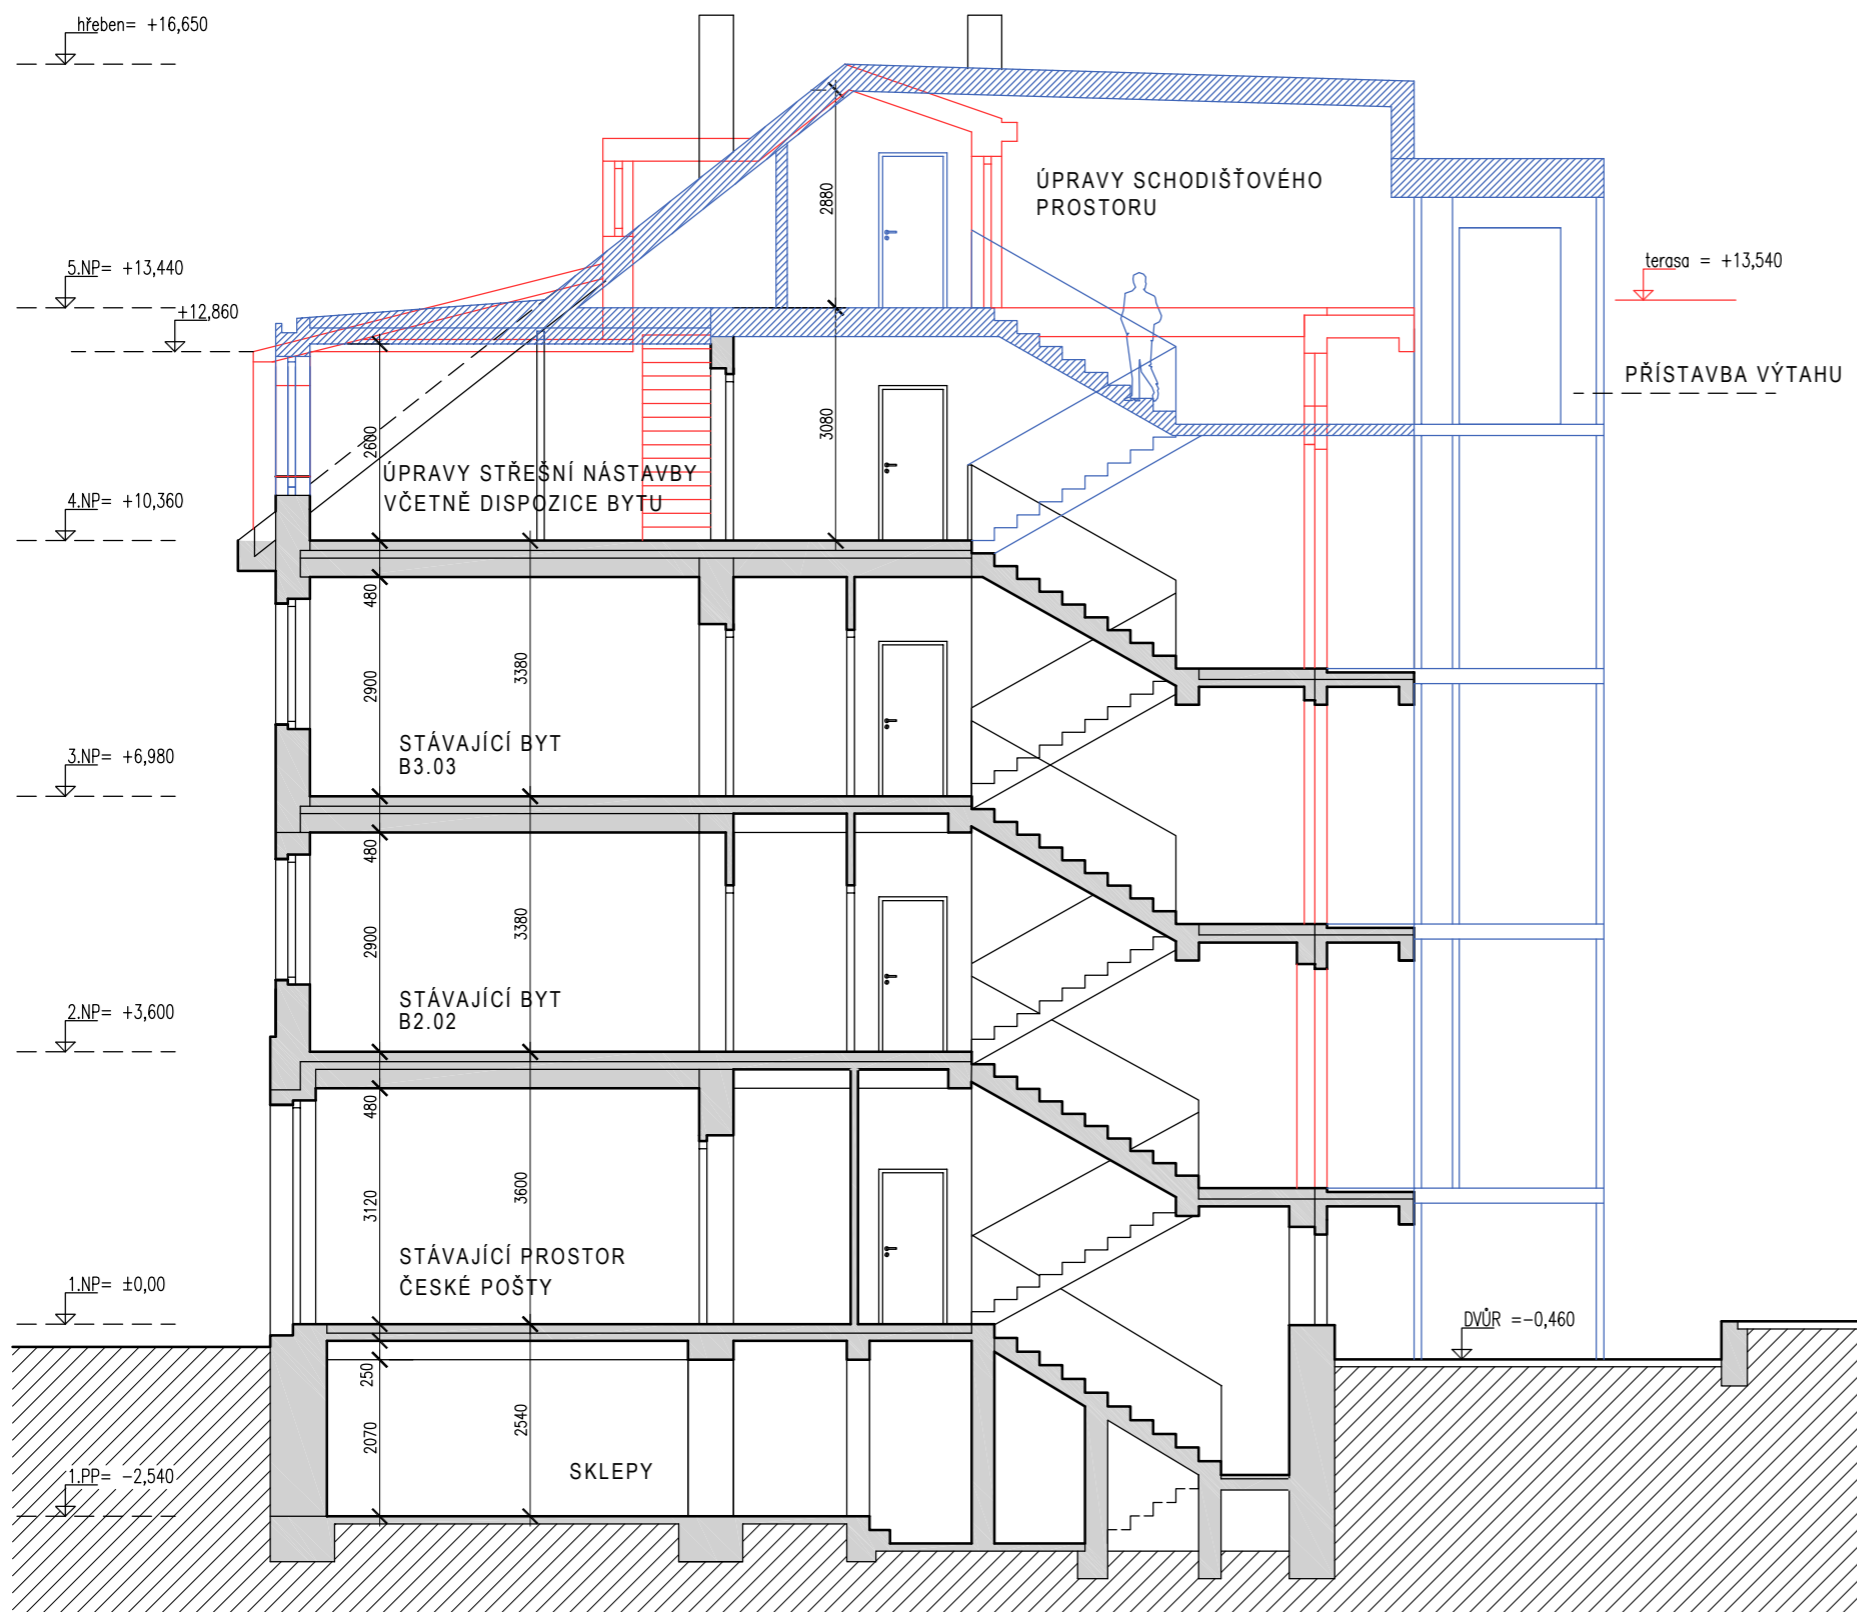 hřeben= +16,650
ÚPRAVY SCHODIŠŤOVÉHO
PROSTORU
2880
5.NP= +13,440
+12,860
terasa = +13,540
PŘÍSTAVBA VÝTAHU
2600
3080
ÚPRAVY STŘEŠNÍ NÁSTAVBY
VČETNĚ DISPOZICE BYTU
4.NP= +10,360
480
2900
3380
STÁVAJÍCÍ BYT
B3.03
3.NP= +6,980
480
2900
3380
STÁVAJÍCÍ BYT
B2.02
2.NP= +3,600
480
3120
3600
STÁVAJÍCÍ PROSTOR
ČESKÉ POŠTY
1.NP= ±0,00
DVŮR =-0,460
250
2070
2540
SKLEPY
1.PP= -2,540